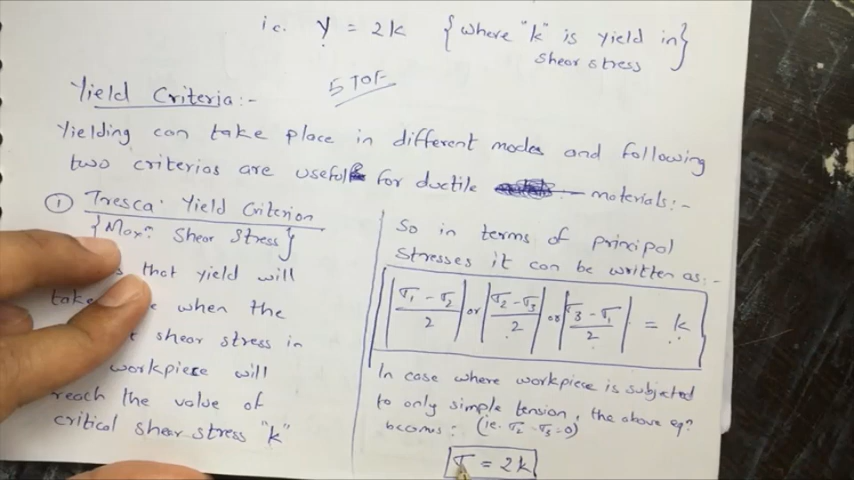 i.e. Y = 2k {where "k" is yield in}
shear stress
5 TOF
Yield Criteria:-
Yielding can take place in different modes and following
two criterias are useful for ductile materials:-
① Tresca Yield Criterion
{Max? Shear Stress}
that yield will
take when the
shear stress in
workpiece will
reach the value of
critical shear stress "k"
So in terms of principal
stresses it can be written as:-
|σ1 - σ2 / 2| or |σ2 - σ3 / 2| or |σ3 - σ1 / 2| = k
In case where workpiece is subjected
to only simple tension, the above eq?
becomes: (i.e. σ2 = σ3 = 0)
σ = 2k